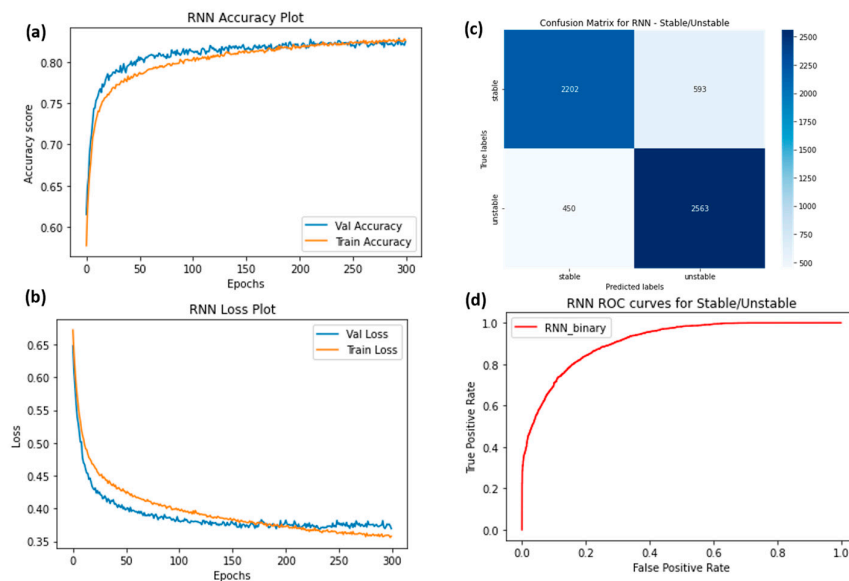 (a)
RNN Accuracy Plot
0.80
0.75
0.70
0.65
0.60
Accuracy score
Val Accuracy
Train Accuracy
0
50
100
150
200
250
300
Epochs
(b)
RNN Loss Plot
0.65
0.60
0.55
0.50
0.45
0.40
0.35
Loss
Val Loss
Train Loss
0
50
100
150
200
250
300
Epochs
(c)
Confusion Matrix for RNN - Stable/Unstable
stable
unstable
True labels
2202
593
450
2563
stable
unstable
Predicted labels
2500
2250
2000
1750
1500
1250
1000
750
500
(d)
RNN ROC curves for Stable/Unstable
1.0
0.8
0.6
0.4
0.2
0.0
True Positive Rate
RNN_binary
0.0
0.2
0.4
0.6
0.8
1.0
False Positive Rate